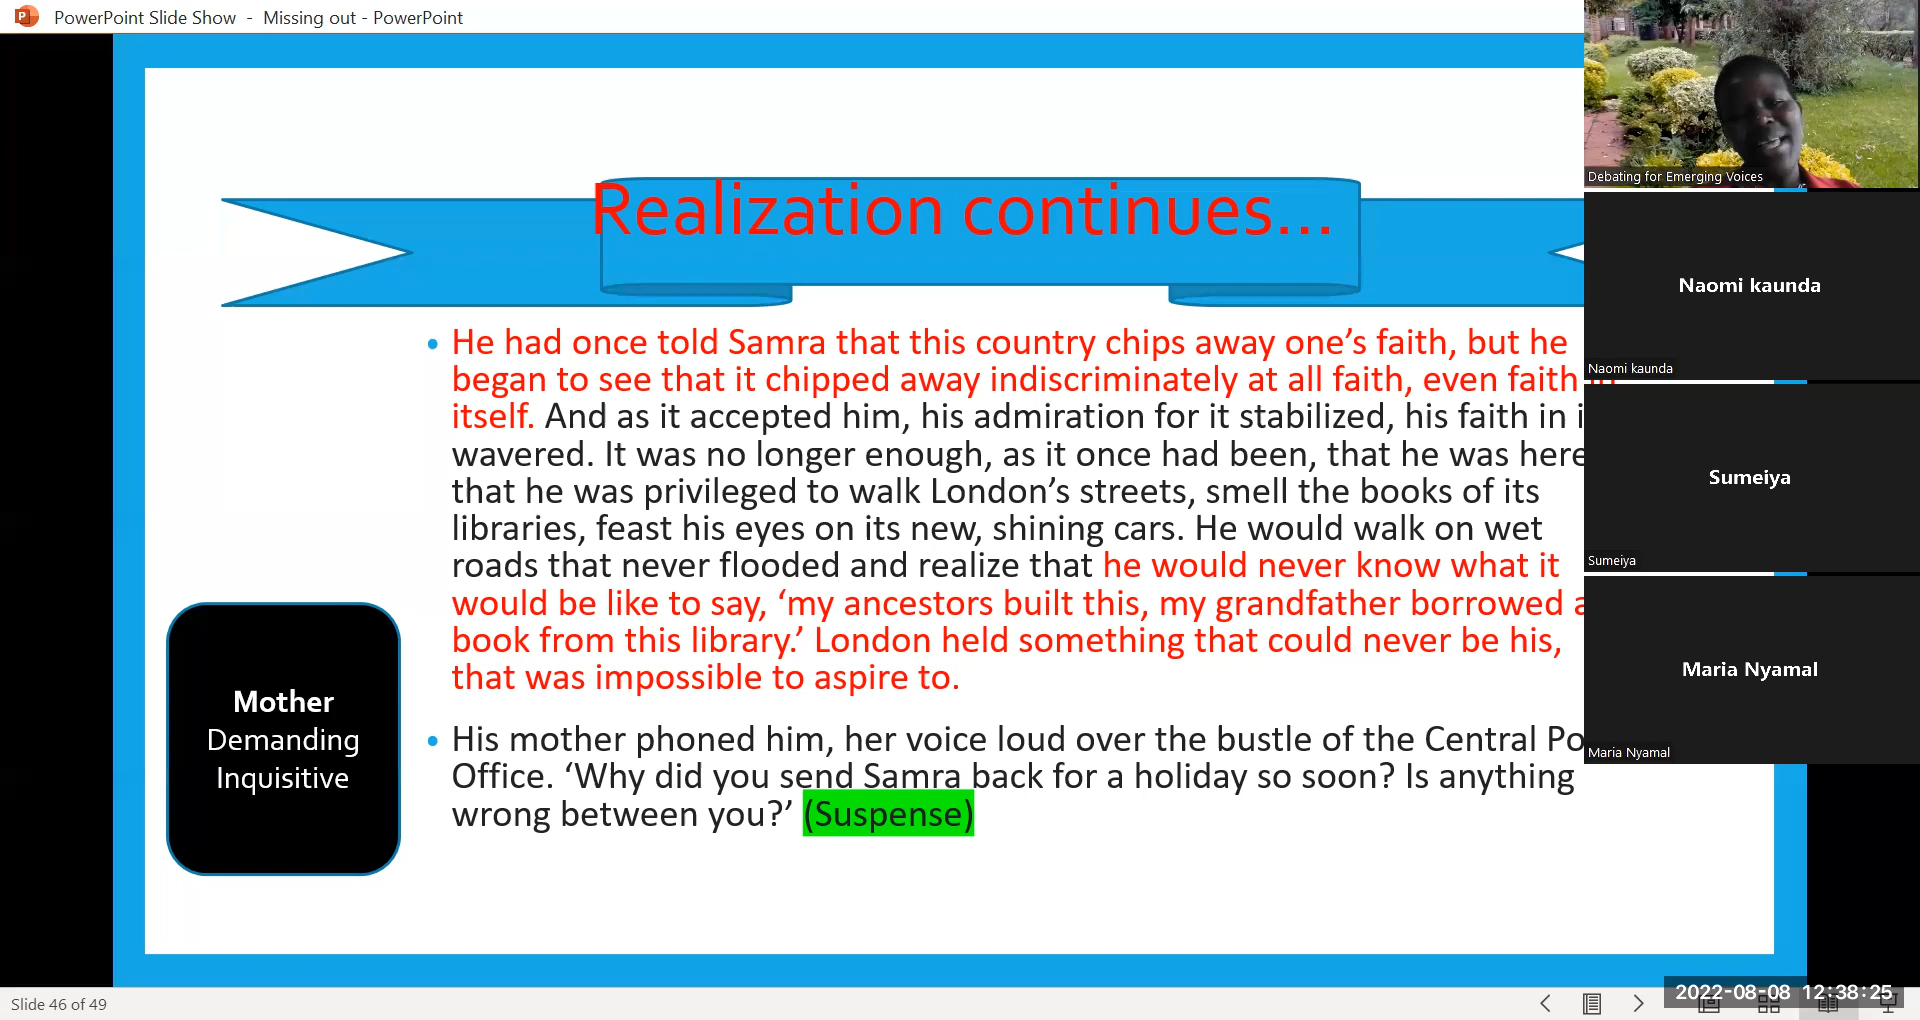 PowerPoint Slide Show - Missing out - PowerPoint
Realization continues...
He had once told Samra that this country chips away one's faith, but he
began to see that it chipped away indiscriminately at all faith, even faith
itself. And as it accepted him, his admiration for it stabilized, his faith in
wavered. It was no longer enough, as it once had been, that he was here
that he was privileged to walk London's streets, smell the books of its
libraries, feast his eyes on its new, shining cars. He would walk on wet
roads that never flooded and realize that he would never know what it
would be like to say, ‘my ancestors built this, my grandfather borrowed
book from this library.’ London held something that could never be his,
that was impossible to aspire to.
Mother
Demanding
Inquisitive
His mother phoned him, her voice loud over the bustle of the Central
Office. ‘Why did you send Samra back for a holiday so soon? Is anything
wrong between you?’ (Suspense)
Debating for Emerging Voices
Naomi kaunda
Naomi kaunda
Sumeiya
Sumeiya
Maria Nyamal
Maria Nyamal
Slide 46 of 49
2022-08-08 12:38:25